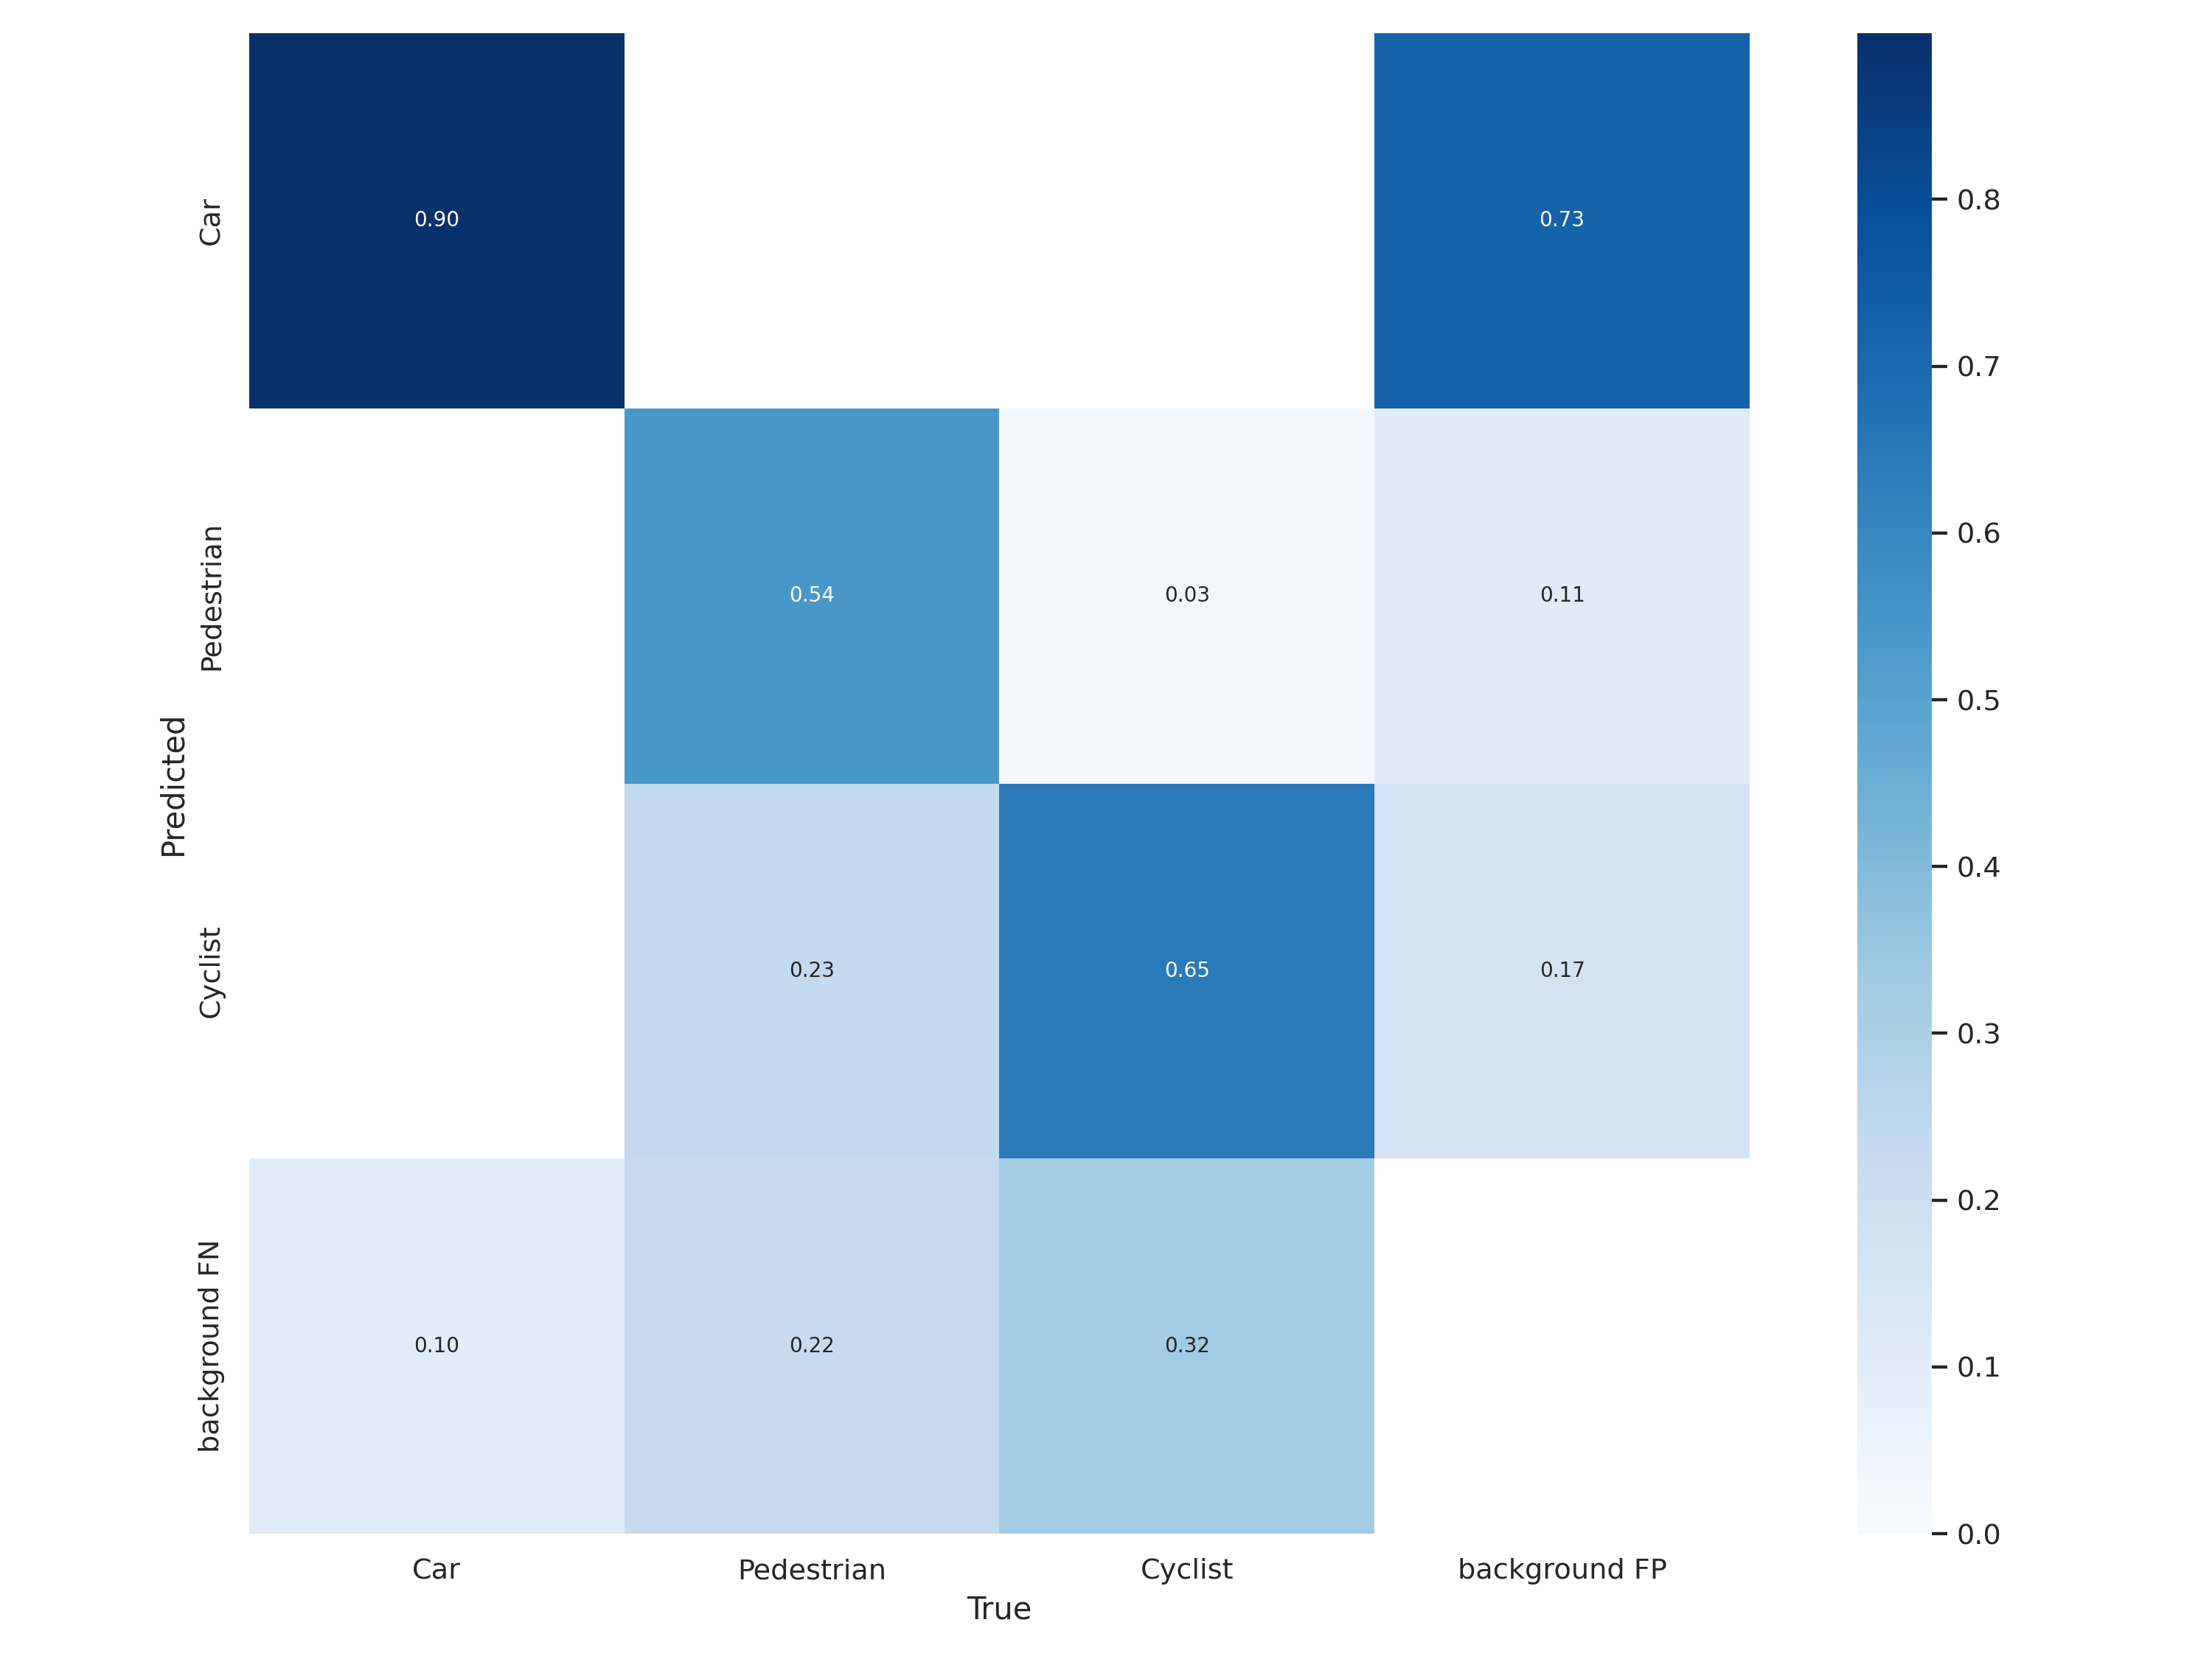 Car
0.90
0.73
0.8
0.7
Pedestrian
0.54
0.03
0.11
0.6
0.5
Predicted
Cyclist
0.23
0.65
0.17
0.4
0.3
background FN
0.10
0.22
0.32
0.2
0.1
0.0
Car
Pedestrian
Cyclist
background FP
True